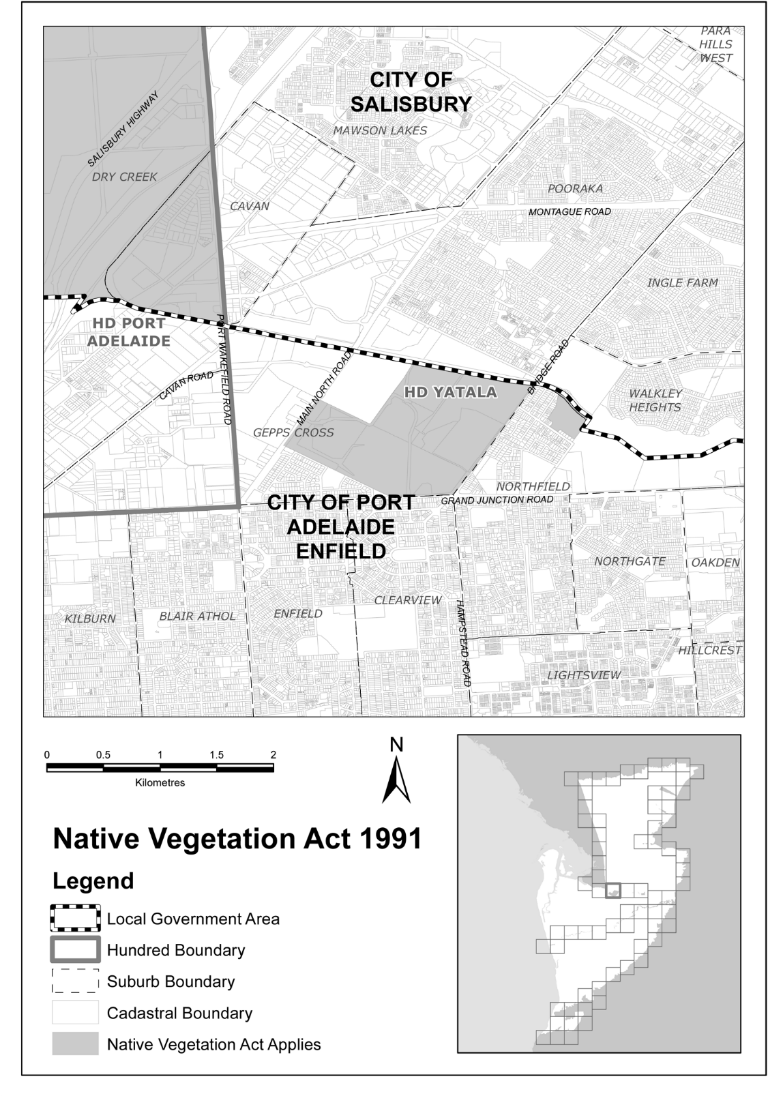 PARA
HILLS
WEST
CITY OF
SALISBURY
MAWSON LAKES
SALISBURY HIGHWAY
DRY CREEK
CAVAN
POORAKA
MONTAGUE ROAD
INGLE FARM
HD PORT
ADELAIDE
PORT WAKEFIELD ROAD
CAVAN ROAD
MAIN NORTH ROAD
BRIDGE ROAD
HD YATALA
WALKLEY
HEIGHTS
GEPPS CROSS
NORTHFIELD
GRAND JUNCTION ROAD
CITY OF PORT
ADELAIDE
ENFIELD
NORTHGATE
OAKDEN
KILBURN
BLAIR ATHOL
ENFIELD
CLEARVIEW
HAMPSTEAD ROAD
HILLCREST
LIGHTSVIEW
0 0.5 1 1.5 2
Kilometres
N
Native Vegetation Act 1991
Legend
Local Government Area
Hundred Boundary
Suburb Boundary
Cadastral Boundary
Native Vegetation Act Applies